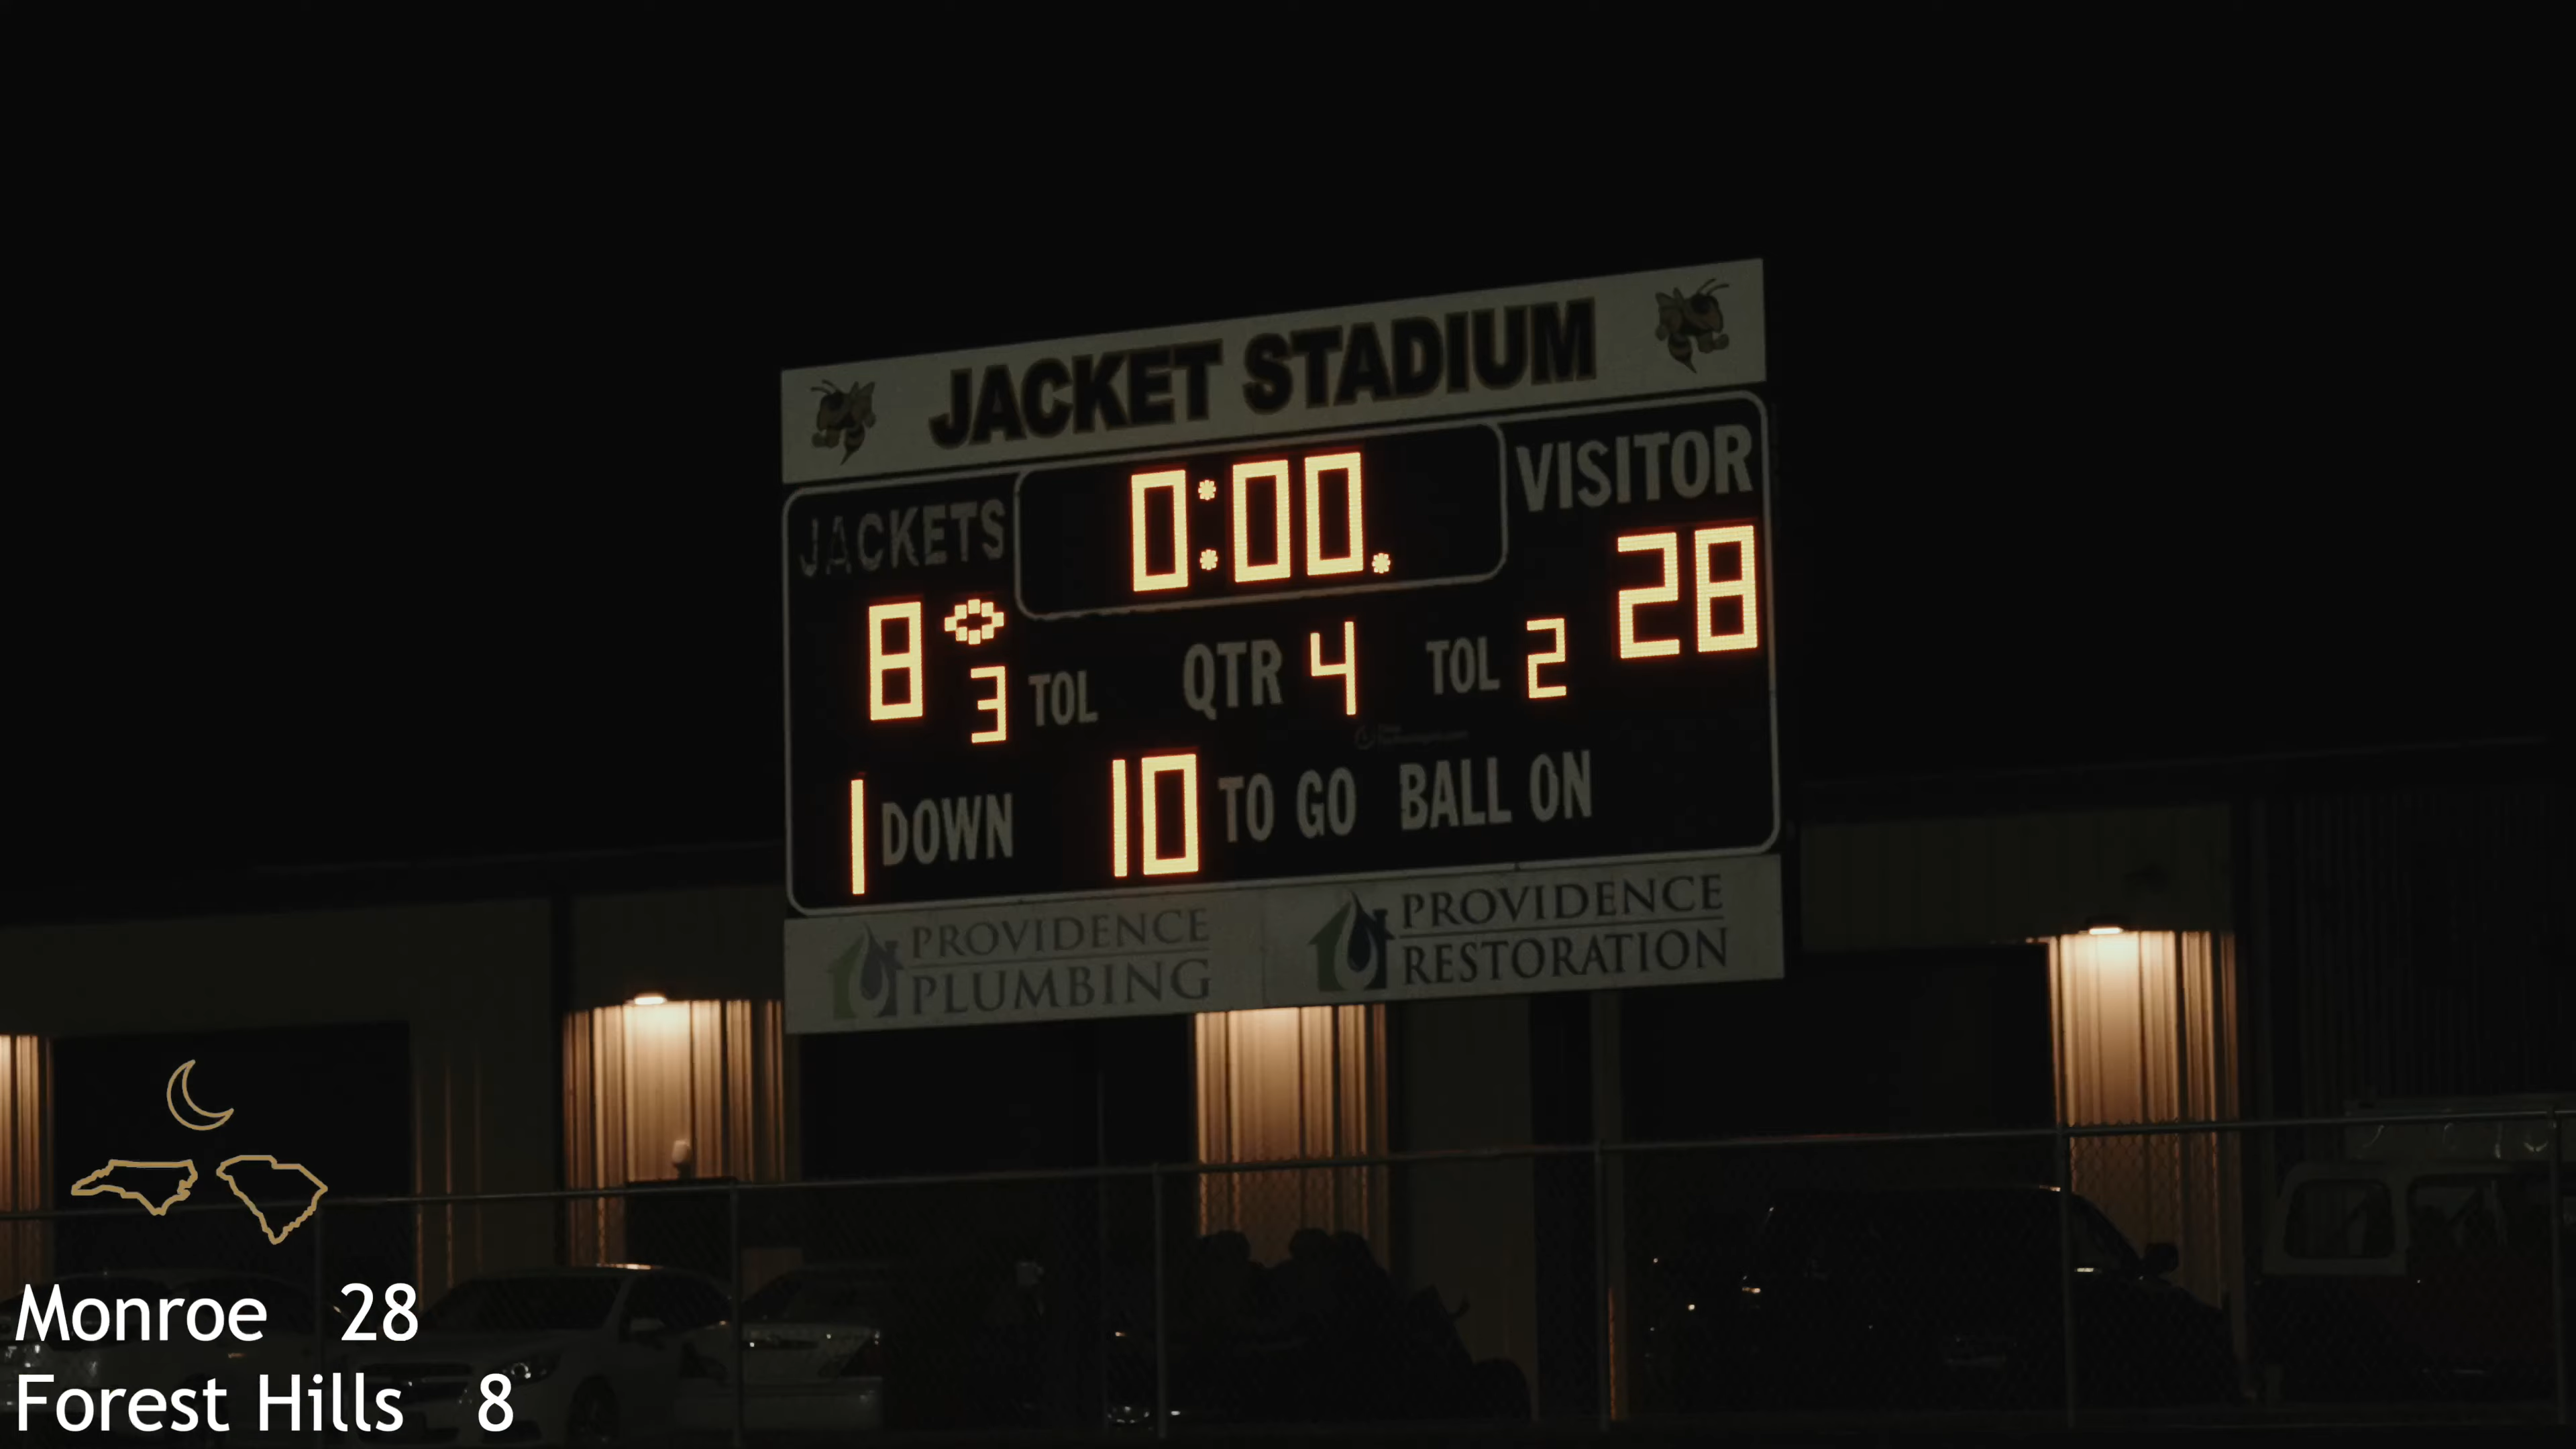 JACKET STADIUM
JACKETS 0:00. VISITOR
8 28
3 TOL QTR 4 TOL 2
1 DOWN 10 TO GO BALL ON
PROVIDENCE
PLUMBING
PROVIDENCE
RESTORATION
Monroe 28
Forest Hills 8